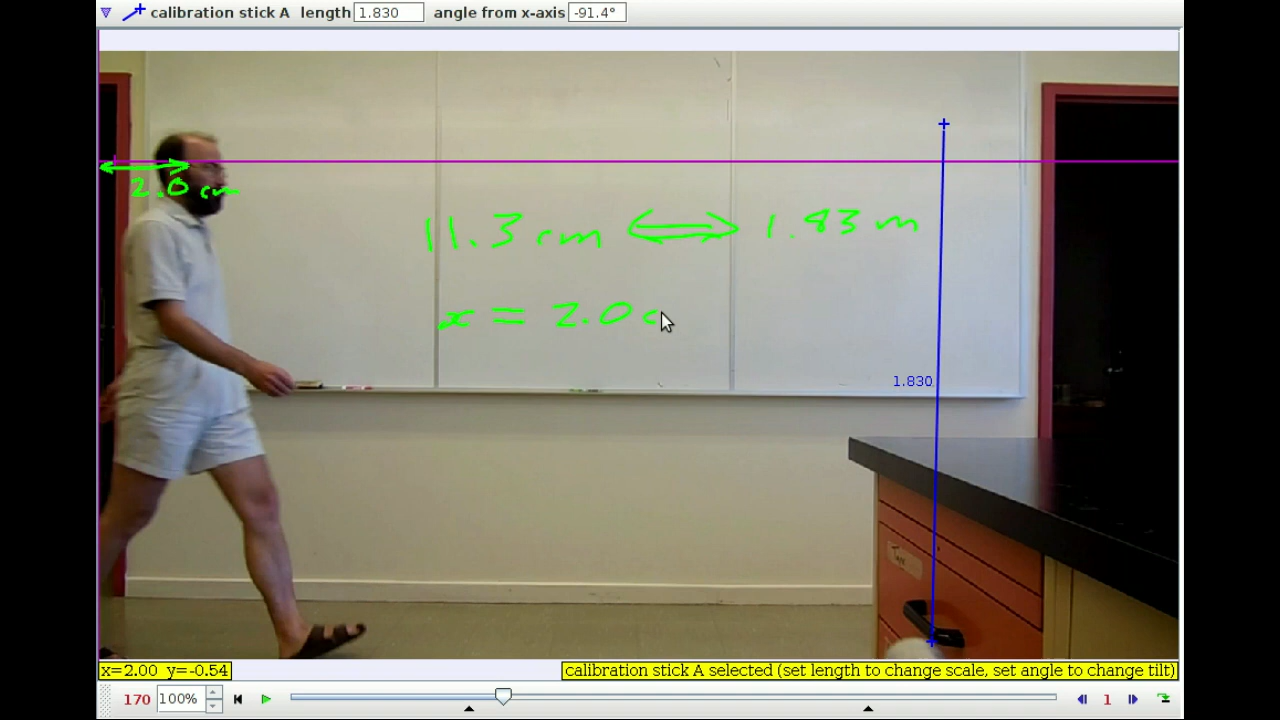 calibration stick A length 1.830 angle from x-axis -91.4°
2.0 cm
11.3 cm ⟺ 1.83 m
x = 2.0 c
1.830
x=2.00 y=-0.54
calibration stick A selected (set length to change scale, set angle to change tilt)
170 100% 1